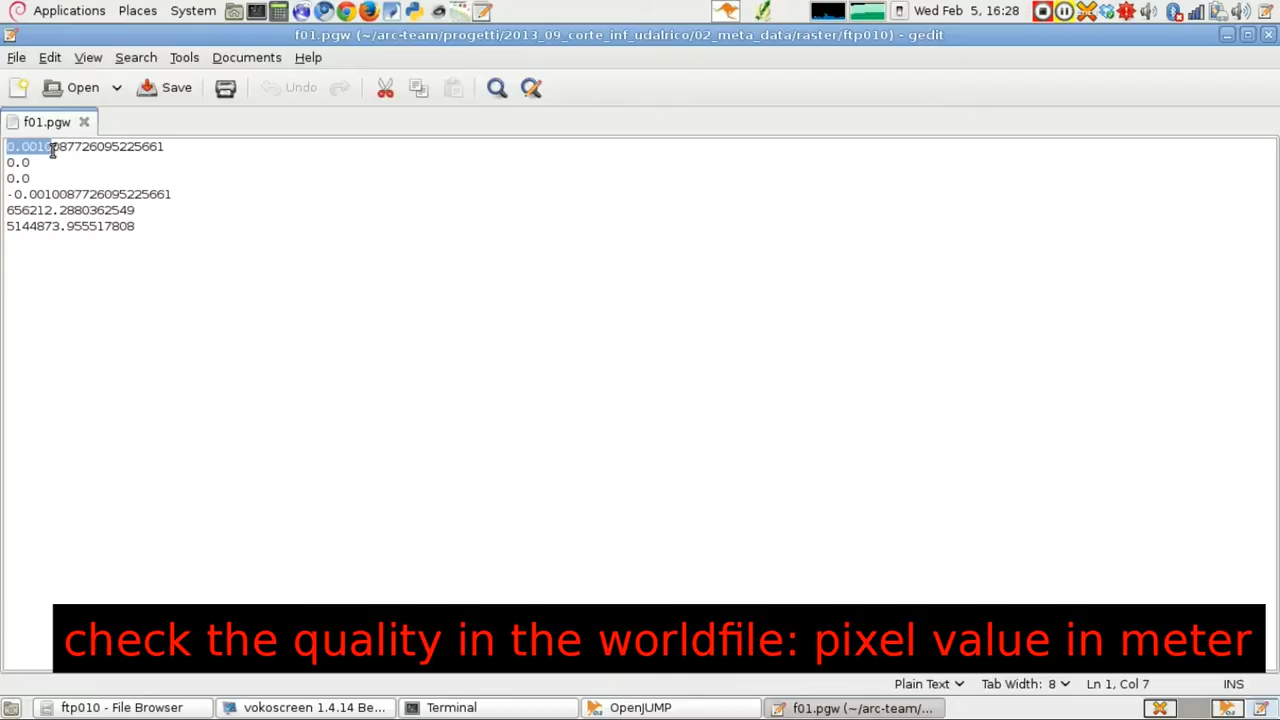 Applications Places System Wed Feb 5, 16:28
f01.pgw (~/arc-team/progetti/2013_09_corte_inf_udalrico/02_meta_data/raster/ftp010) - gedit
File Edit View Search Tools Documents Help
Open Save Undo
f01.pgw
0.0010087726095225661
0.0
0.0
-0.0010087726095225661
656212.2880362549
5144873.955517808
check the quality in the worldfile: pixel value in meter
Plain Text Tab Width: 8 Ln 1, Col 7 INS
ftp010 - File Browser vokoscreen 1.4.14 Be... Terminal OpenJUMP f01.pgw (~/arc-team/...